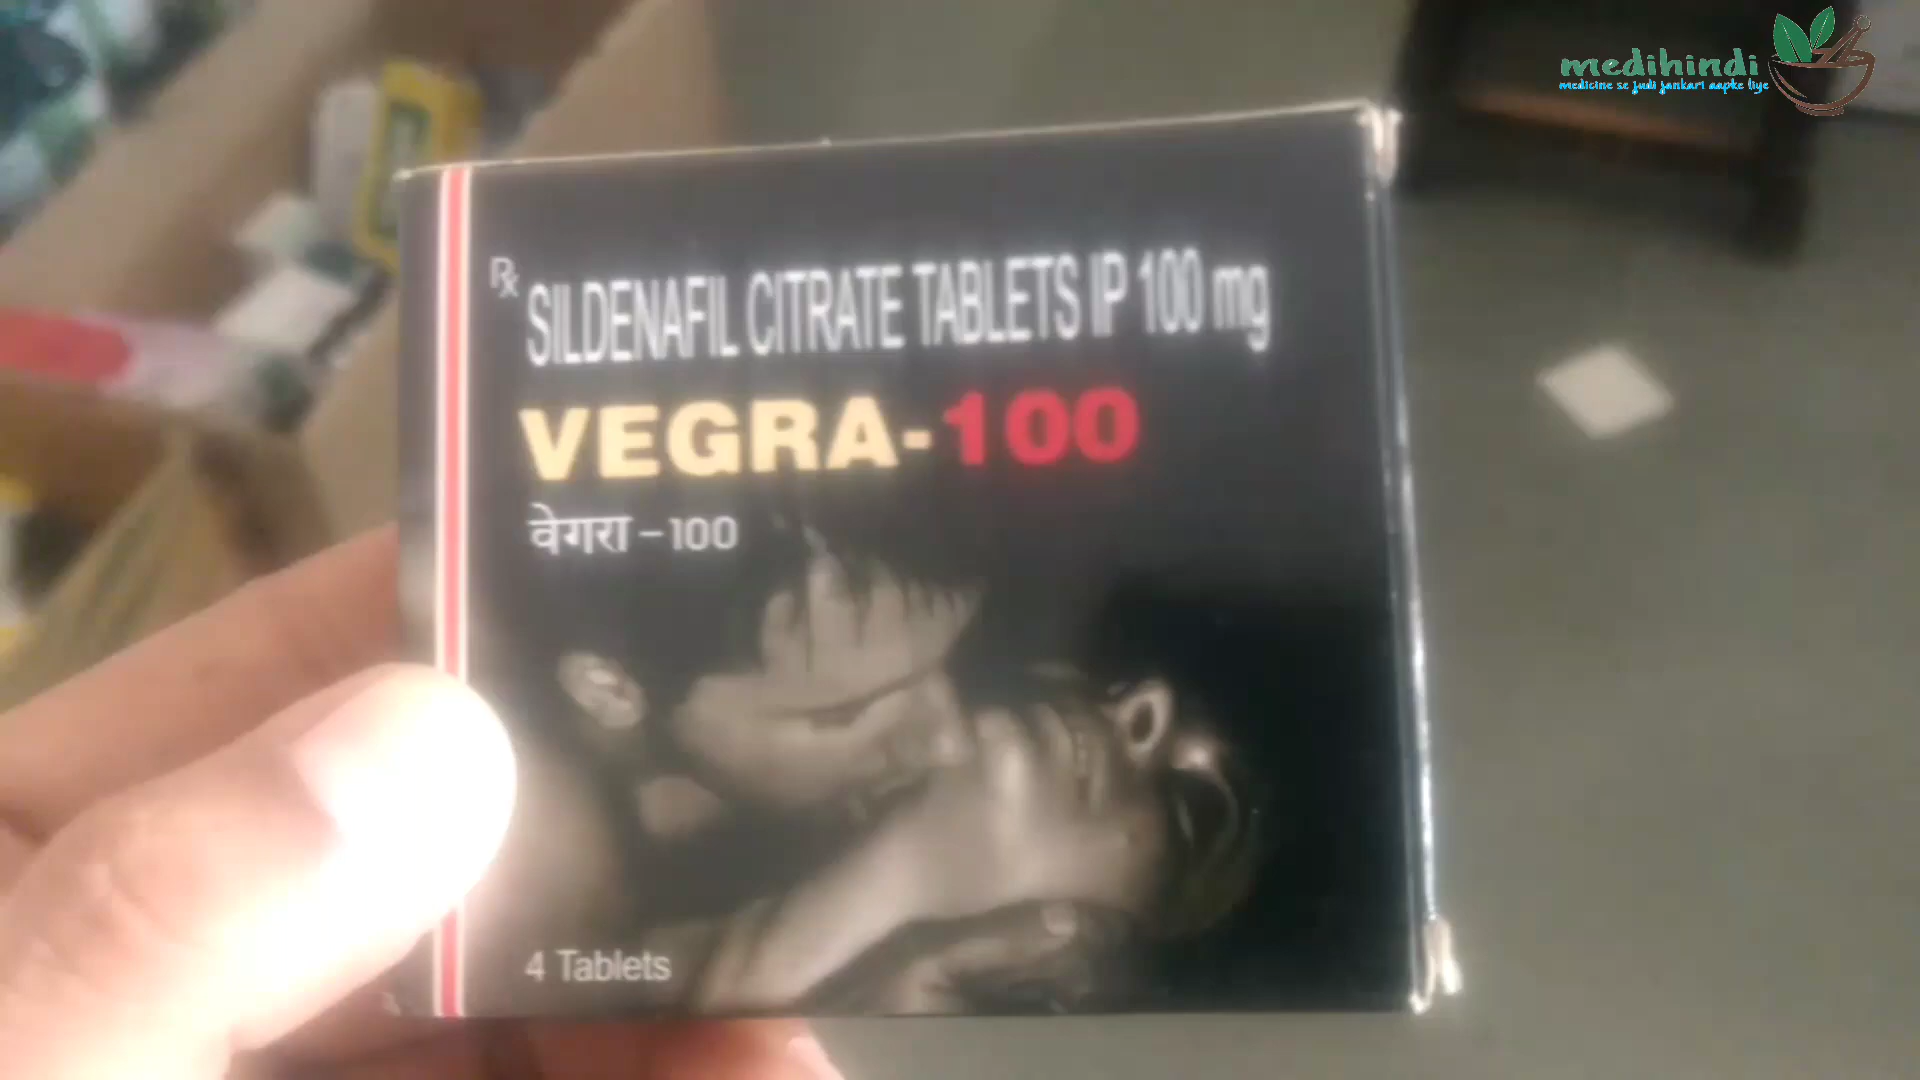 medihindi
medicine se judi jankari aapke liye
Rx SILDENAFIL CITRATE TABLETS IP 100 mg
VEGRA-100
वेगरा -100
4 Tablets